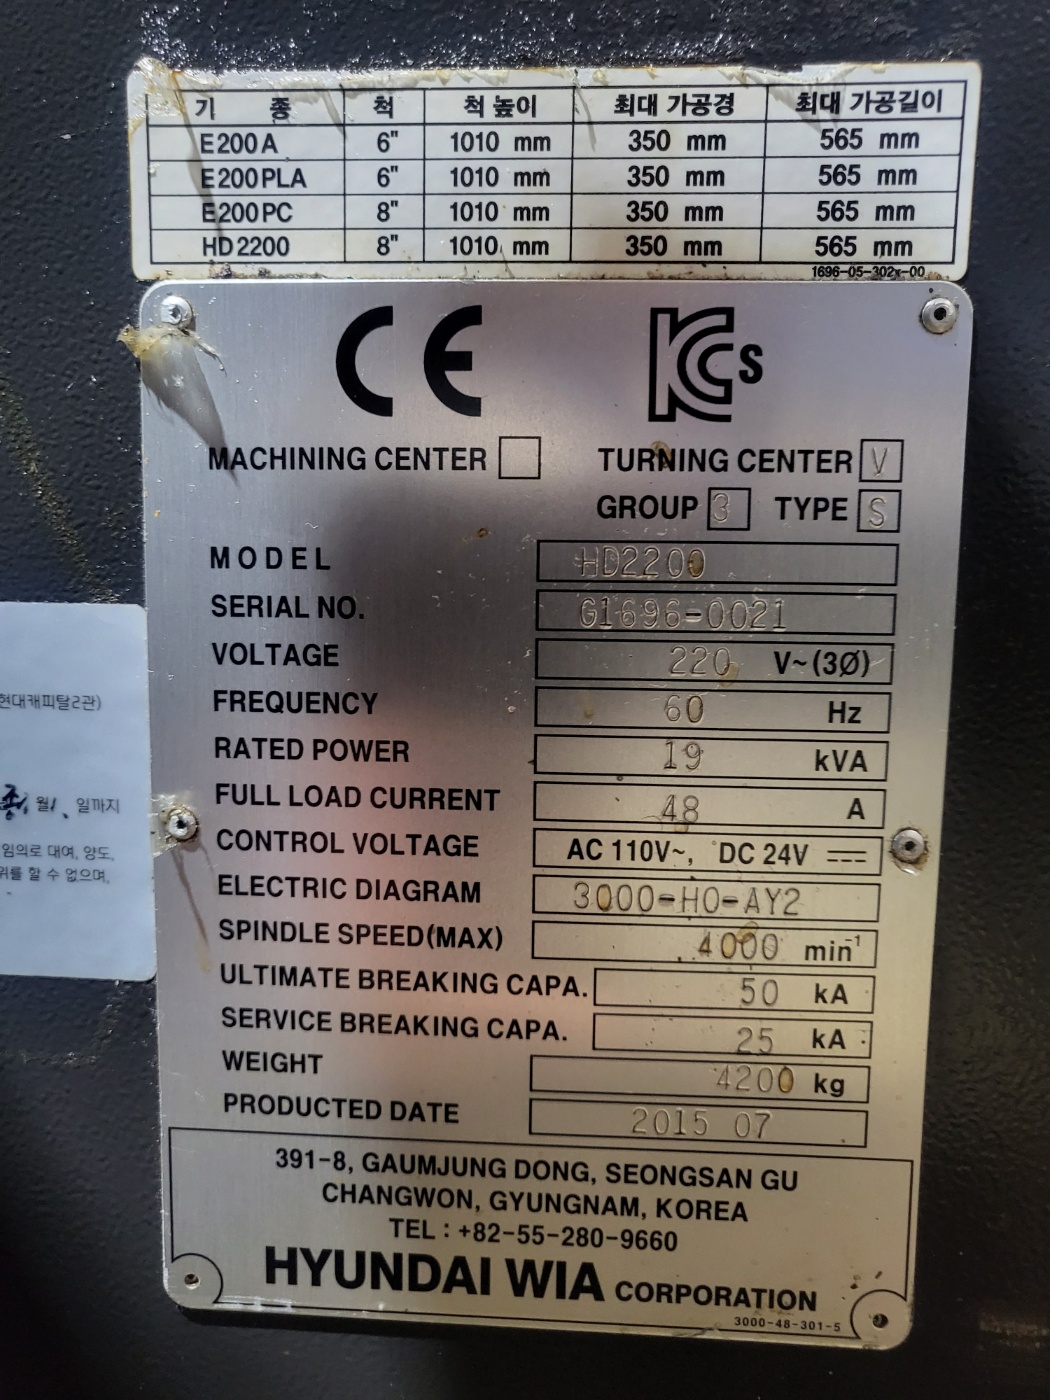 기 종 척 척 높이 최대 가공경 최대 가공길이
E200A 6" 1010 mm 350 mm 565 mm
E200PLA 6" 1010 mm 350 mm 565 mm
E200PC 8" 1010 mm 350 mm 565 mm
HD2200 8" 1010 mm 350 mm 565 mm
1696-05-302x-00
CE KCs
MACHINING CENTER TURNING CENTER V
GROUP 3 TYPE S
MODEL HD2200
SERIAL NO. G1696-0021
VOLTAGE 220 V~(3Ø)
FREQUENCY 60 Hz
RATED POWER 19 kVA
FULL LOAD CURRENT 48 A
CONTROL VOLTAGE AC 110V~, DC 24V ⎓
ELECTRIC DIAGRAM 3000-H0-AY2
SPINDLE SPEED(MAX) 4000 min⁻¹
ULTIMATE BREAKING CAPA. 50 kA
SERVICE BREAKING CAPA. 25 kA
WEIGHT 4200 kg
PRODUCTED DATE 2015 07
391-8, GAUMJUNG DONG, SEONGSAN GU
CHANGWON, GYUNGNAM, KOREA
TEL : +82-55-280-9660
HYUNDAI WIA CORPORATION
3000-48-301-5
현대캐피탈2관)
월 일까지
임의로 대여, 양도,
위를 할 수 없으며,